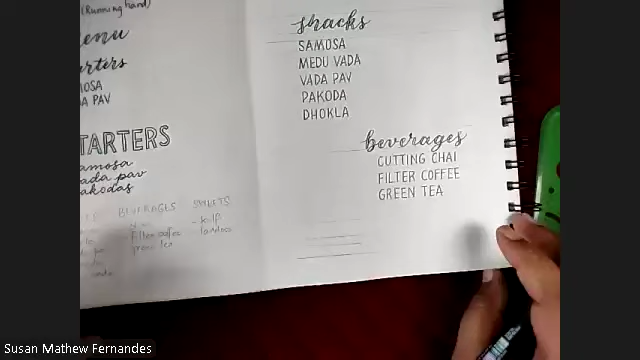 (Running hand)
enu
arters
OSA
A PAV
TARTERS
amosa
ada pav
akodas
BEVERAGES
Filter coffee
green tea
SWEETS
snacks
SAMOSA
MEDU VADA
VADA PAV
PAKODA
DHOKLA
beverages
CUTTING CHAI
FILTER COFFEE
GREEN TEA
Susan Mathew Fernandes